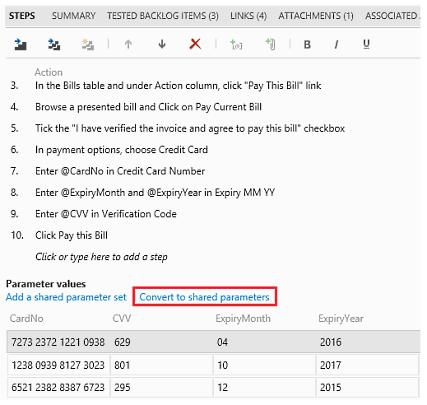 STEPS SUMMARY TESTED BACKLOG ITEMS (3) LINKS (4) ATTACHMENTS (1) ASSOCIATED
B I U
Action
3. In the Bills table and under Action column, click "Pay This Bill" link
4. Browse a presented bill and Click on Pay Current Bill
5. Tick the "I have verified the invoice and agree to pay this bill" checkbox
6. In payment options, choose Credit Card
7. Enter @CardNo in Credit Card Number
8. Enter @ExpiryMonth and @ExpiryYear in Expiry MM YY
9. Enter @CVV in Verification Code
10. Click Pay this Bill
Click or type here to add a step
Parameter values
Add a shared parameter set Convert to shared parameters
CardNo CVV ExpiryMonth ExpiryYear
7273 2372 1221 0938 629 04 2016
1238 0939 8127 3023 801 10 2017
6521 2382 8387 6723 295 12 2015